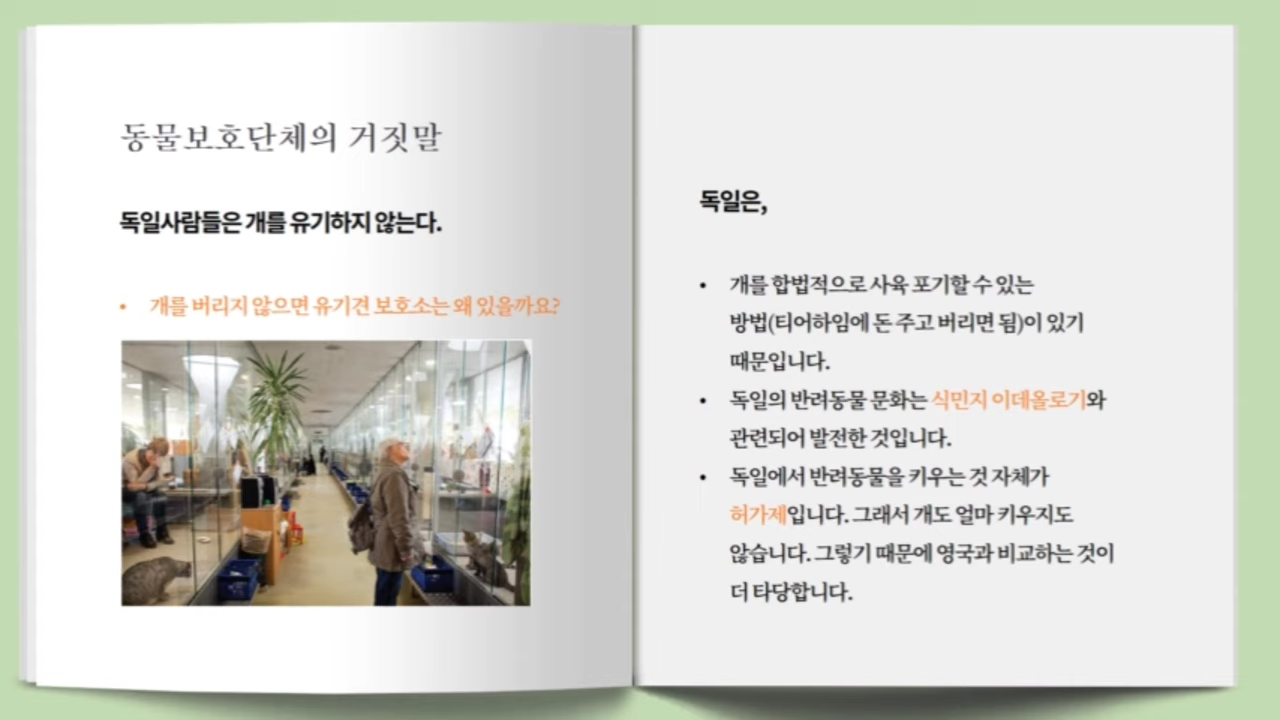 동물보호단체의 거짓말
독일사람들은 개를 유기하지 않는다.
• 개를 버리지 않으면 유기견 보호소는 왜 있을까요?
독일은,
• 개를 합법적으로 사육 포기할 수 있는
방법(티어하임에 돈 주고 버리면 됨)이 있기
때문입니다.
• 독일의 반려동물 문화는 식민지 이데올로기와
관련되어 발전한 것입니다.
• 독일에서 반려동물을 키우는 것 자체가
허가제입니다. 그래서 개도 얼마 키우지도
않습니다. 그렇기 때문에 영국과 비교하는 것이
더 타당합니다.